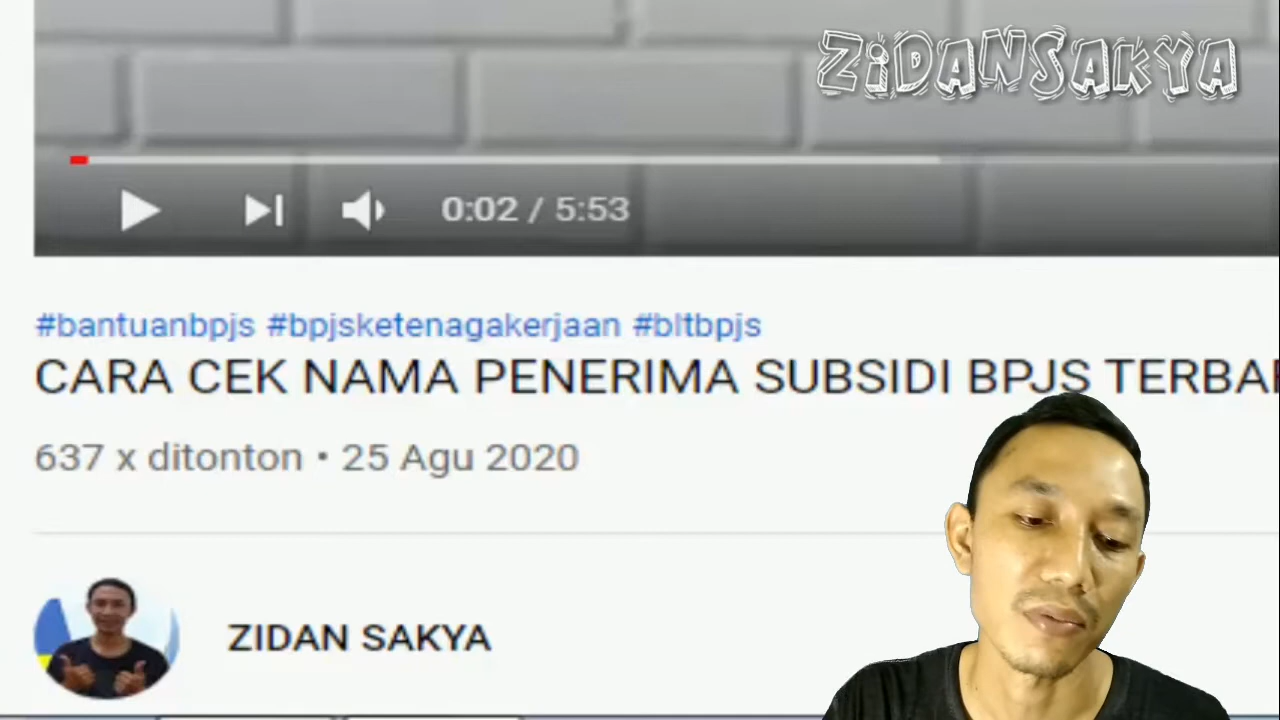 ZIDANSAKYA
0:02 / 5:53
#bantuanbpjs #bpjsketenagakerjaan #bltbpjs
CARA CEK NAMA PENERIMA SUBSIDI BPJS
637 x ditonton • 25 Agu 2020
ZIDAN SAKYA